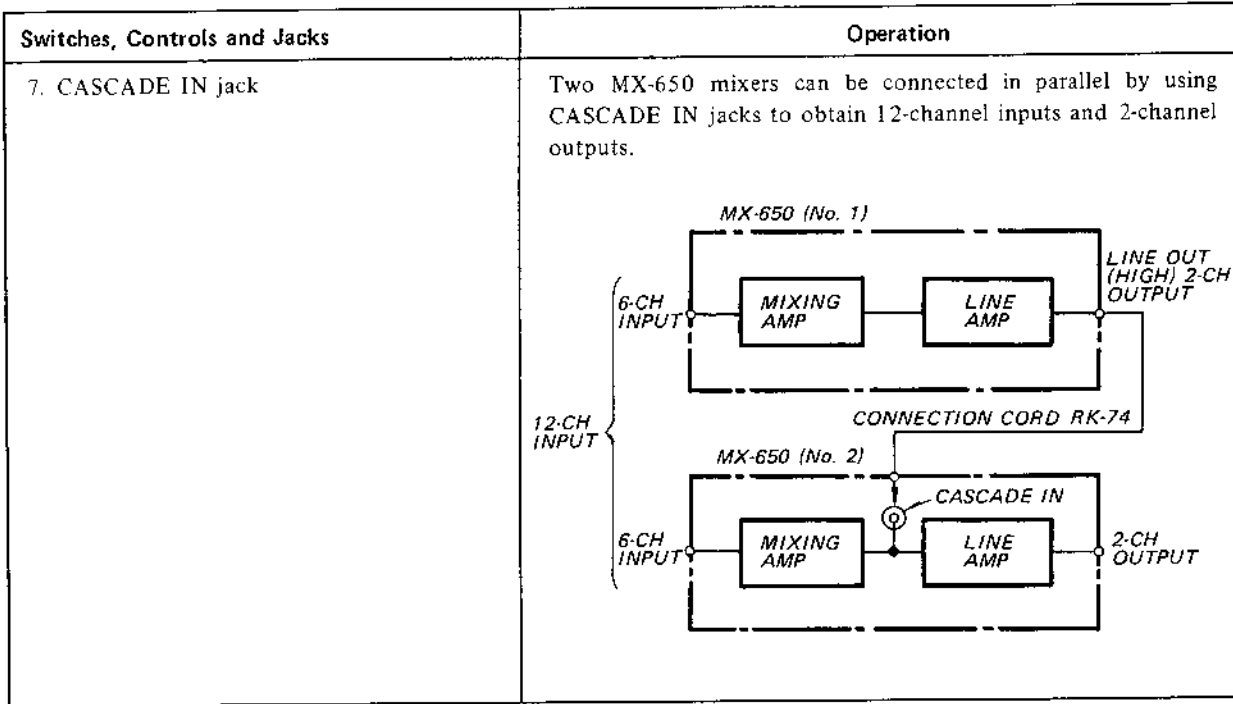 Switches, Controls and Jacks
Operation
7. CASCADE IN jack
Two MX-650 mixers can be connected in parallel by using
CASCADE IN jacks to obtain 12-channel inputs and 2-channel
outputs.
MX-650 (No. 1)
LINE OUT
(HIGH) 2-CH
OUTPUT
6-CH
INPUT
MIXING
AMP
LINE
AMP
12-CH
INPUT
CONNECTION CORD RK-74
MX-650 (No. 2)
CASCADE IN
6-CH
INPUT
MIXING
AMP
LINE
AMP
2-CH
OUTPUT